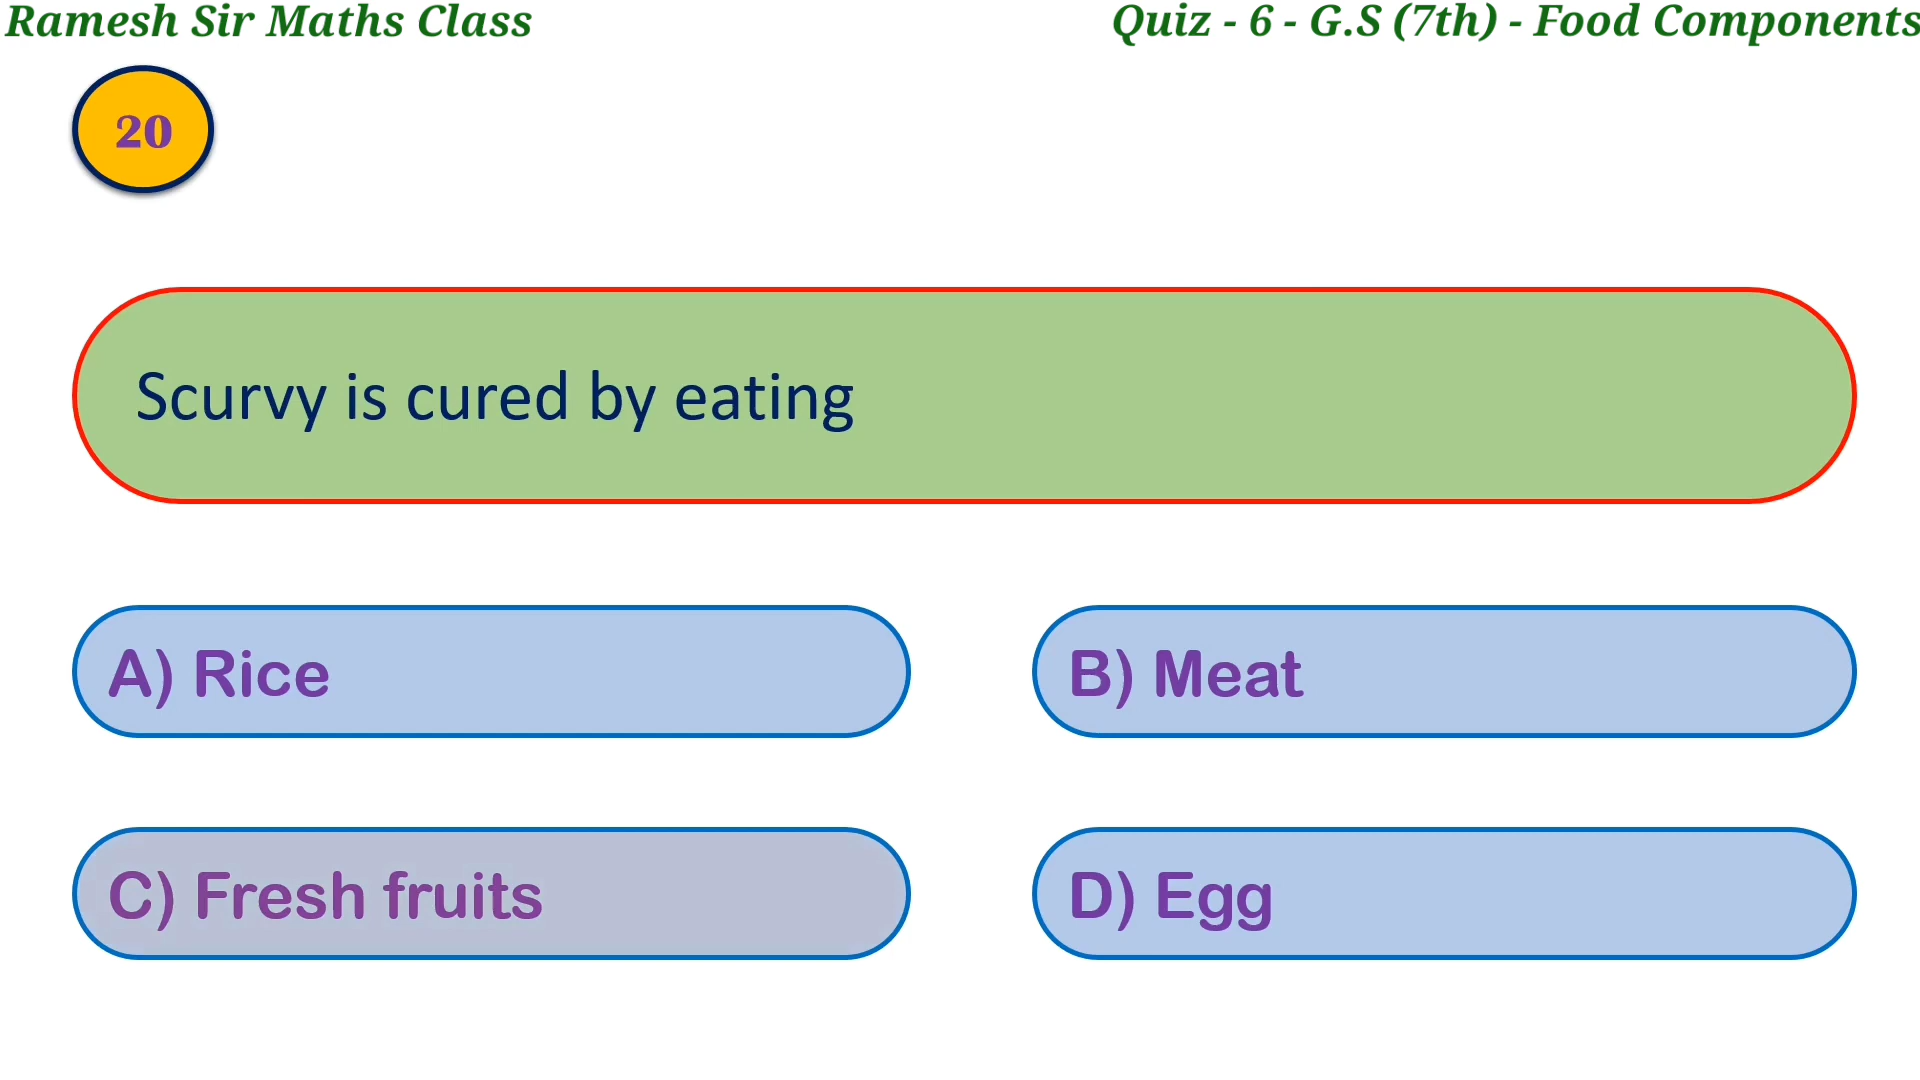 Ramesh Sir Maths Class
Quiz - 6 - G.S (7th) - Food Components
20
Scurvy is cured by eating
A) Rice
B) Meat
C) Fresh fruits
D) Egg